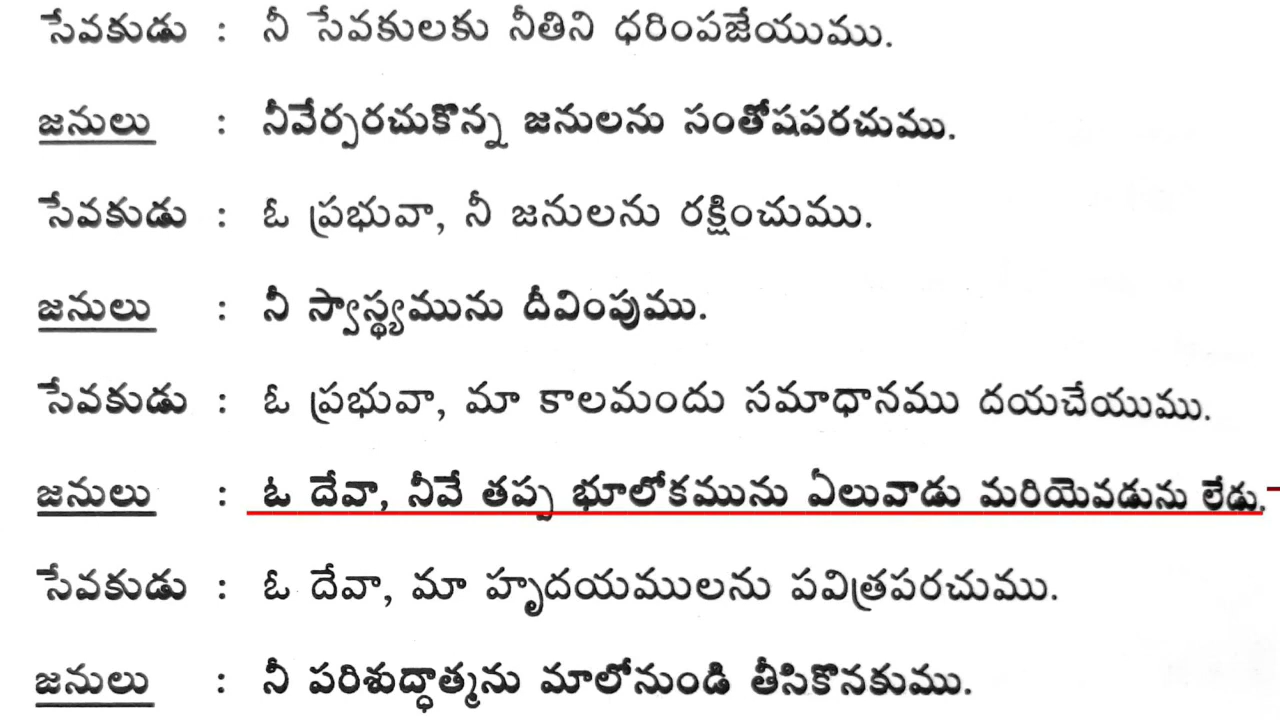 సేవకుడు : నీ సేవకులకు నీతిని ధరింపజేయుము.
జనులు : నీవేర్పరచుకొన్న జనులను సంతోషపరచుము.
సేవకుడు : ఓ ప్రభువా, నీ జనులను రక్షించుము.
జనులు : నీ స్వాస్థ్యమును దీవింపుము.
సేవకుడు : ఓ ప్రభువా, మా కాలమందు సమాధానము దయచేయుము.
జనులు : ఓ దేవా, నీవే తప్ప భూలోకమును ఏలువాడు మరియెవడును లేడు.
సేవకుడు : ఓ దేవా, మా హృదయములను పవిత్రపరచుము.
జనులు : నీ పరిశుద్ధాత్మను మాలోనుండి తీసికొనకుము.